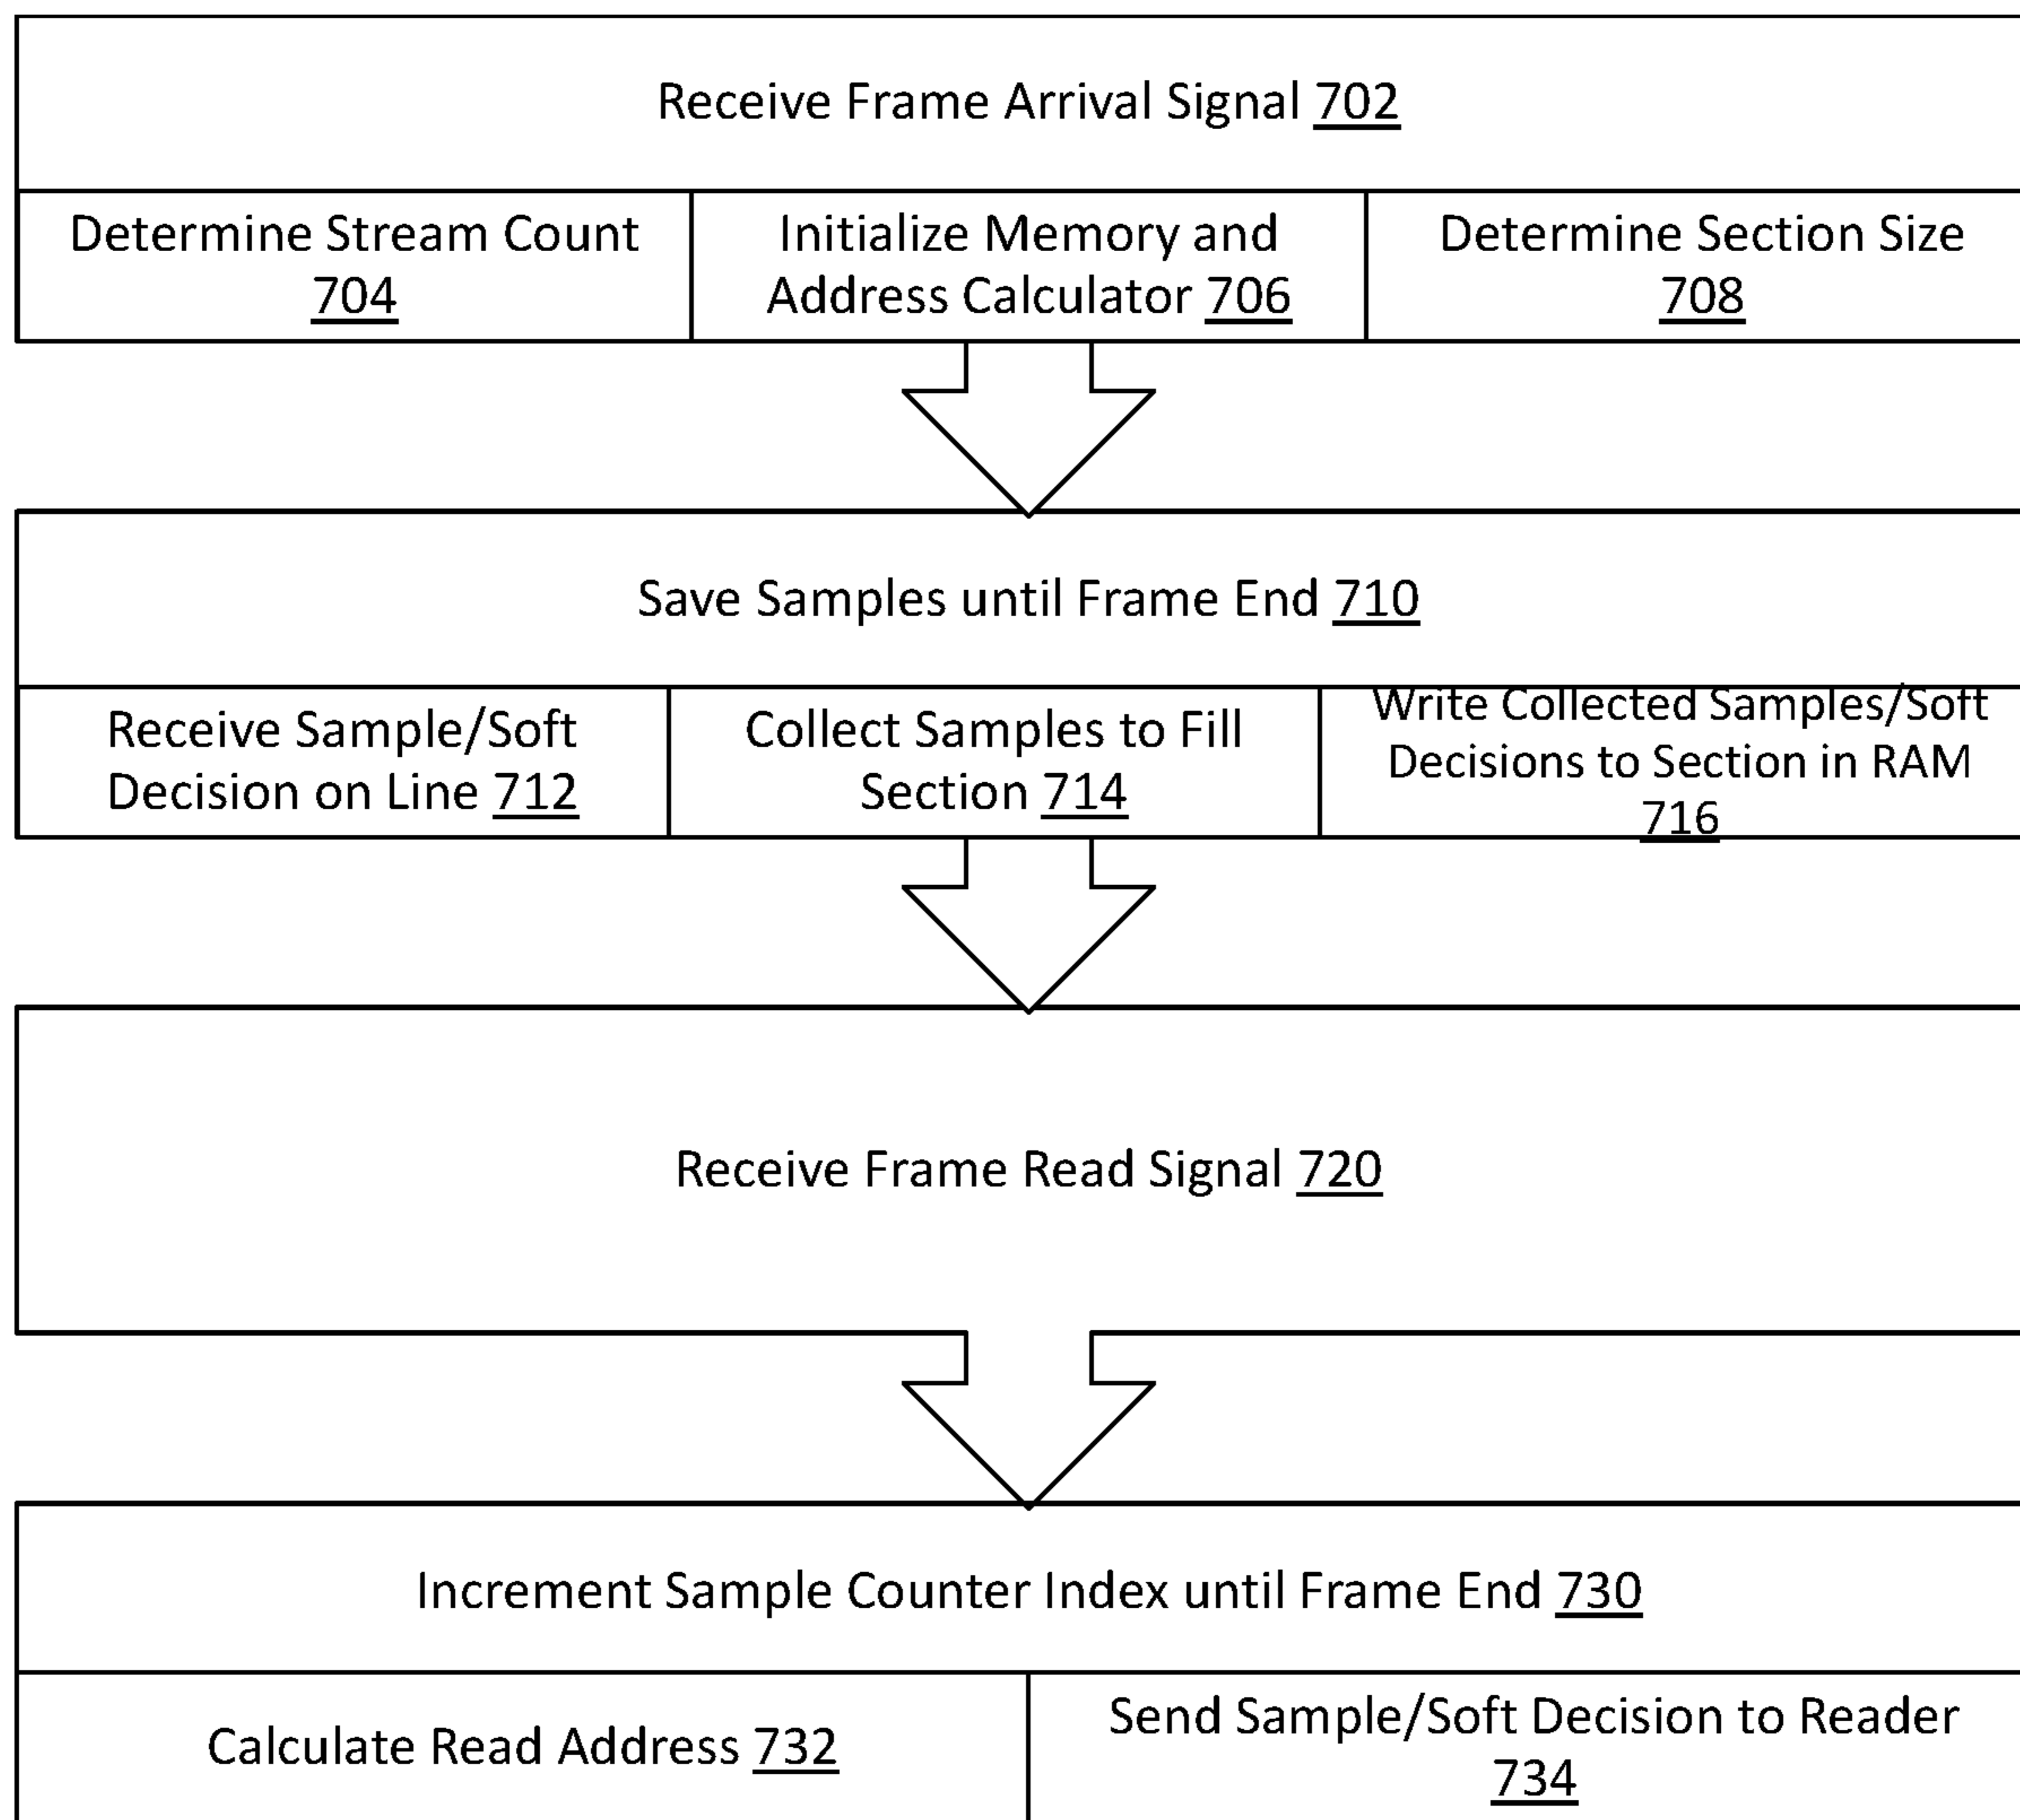 Receive Frame Arrival Signal 702
Determine Stream Count
704
Initialize Memory and
Address Calculator 706
Determine Section Size
708
Save Samples until Frame End 710
Receive Sample/Soft
Decision on Line 712
Collect Samples to Fill
Section 714
Write Collected Samples/Soft
Decisions to Section in RAM
716
Receive Frame Read Signal 720
Increment Sample Counter Index until Frame End 730
Calculate Read Address 732
Send Sample/Soft Decision to Reader
734